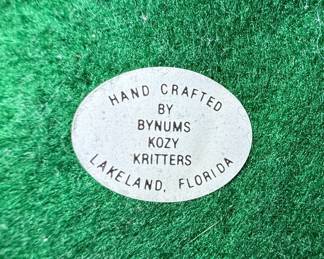 HAND CRAFTED
BY
BYNUMS
KOZY
KRITTERS
LAKELAND, FLORIDA